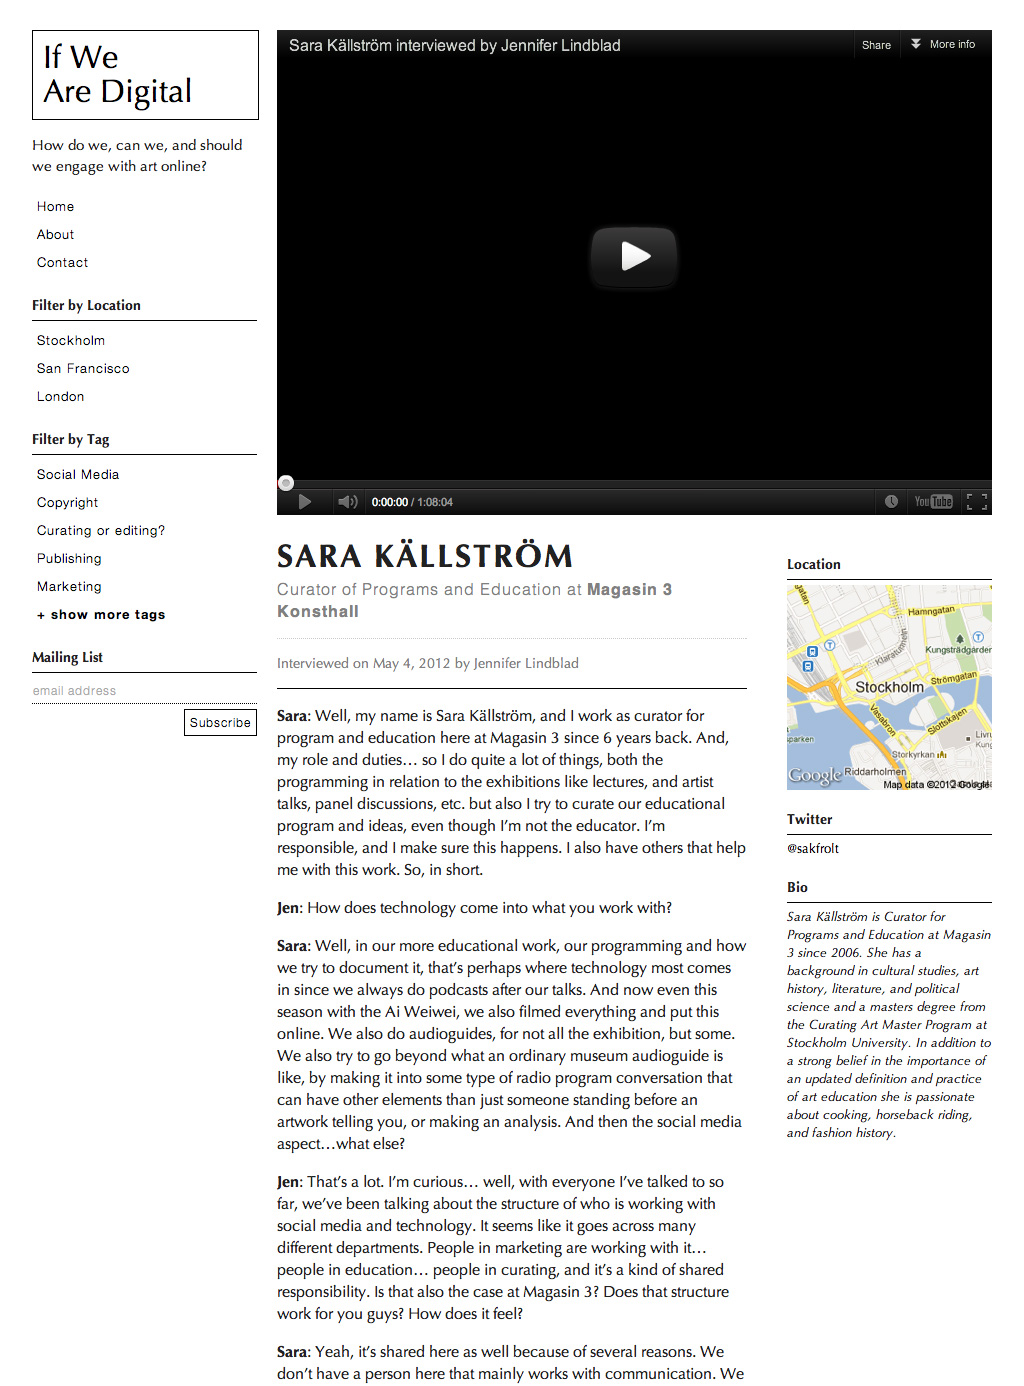 If We
Are Digital
How do we, can we, and should
we engage with art online?
Home
About
Contact
Filter by Location
Stockholm
San Francisco
London
Filter by Tag
Social Media
Copyright
Curating or editing?
Publishing
Marketing
+ show more tags
Mailing List
email address
Subscribe
Sara Källström interviewed by Jennifer Lindblad
Share
More info
0:00:00 / 1:08:04
YouTube
SARA KÄLLSTRÖM
Curator of Programs and Education at Magasin 3
Konsthall
Interviewed on May 4, 2012 by Jennifer Lindblad
Sara: Well, my name is Sara Källström, and I work as curator for
program and education here at Magasin 3 since 6 years back. And,
my role and duties… so I do quite a lot of things, both the
programming in relation to the exhibitions like lectures, and artist
talks, panel discussions, etc. but also I try to curate our educational
program and ideas, even though I’m not the educator. I’m
responsible, and I make sure this happens. I also have others that help
me with this work. So, in short.
Jen: How does technology come into what you work with?
Sara: Well, in our more educational work, our programming and how
we try to document it, that’s perhaps where technology most comes
in since we always do podcasts after our talks. And now even this
season with the Ai Weiwei, we also filmed everything and put this
online. We also do audioguides, for not all the exhibition, but some.
We also try to go beyond what an ordinary museum audioguide is
like, by making it into some type of radio program conversation that
can have other elements than just someone standing before an
artwork telling you, or making an analysis. And then the social media
aspect…what else?
Jen: That’s a lot. I’m curious… well, with everyone I’ve talked to so
far, we’ve been talking about the structure of who is working with
social media and technology. It seems like it goes across many
different departments. People in marketing are working with it…
people in education… people in curating, and it’s a kind of shared
responsibility. Is that also the case at Magasin 3? Does that structure
work for you guys? How does it feel?
Sara: Yeah, it’s shared here as well because of several reasons. We
don’t have a person here that mainly works with communication. We
Location
Hamngatan
Klaratunneln
Kungsträdgården
Stockholm
Strömgatan
Vasabron
Slottskajen
Storkyrkan
Riddarholmen
Google
Map data ©2012 Google
Twitter
@sakfrolt
Bio
Sara Källström is Curator for
Programs and Education at Magasin
3 since 2006. She has a
background in cultural studies, art
history, literature, and political
science and a masters degree from
the Curating Art Master Program at
Stockholm University. In addition to
a strong belief in the importance of
an updated definition and practice
of art education she is passionate
about cooking, horseback riding,
and fashion history.